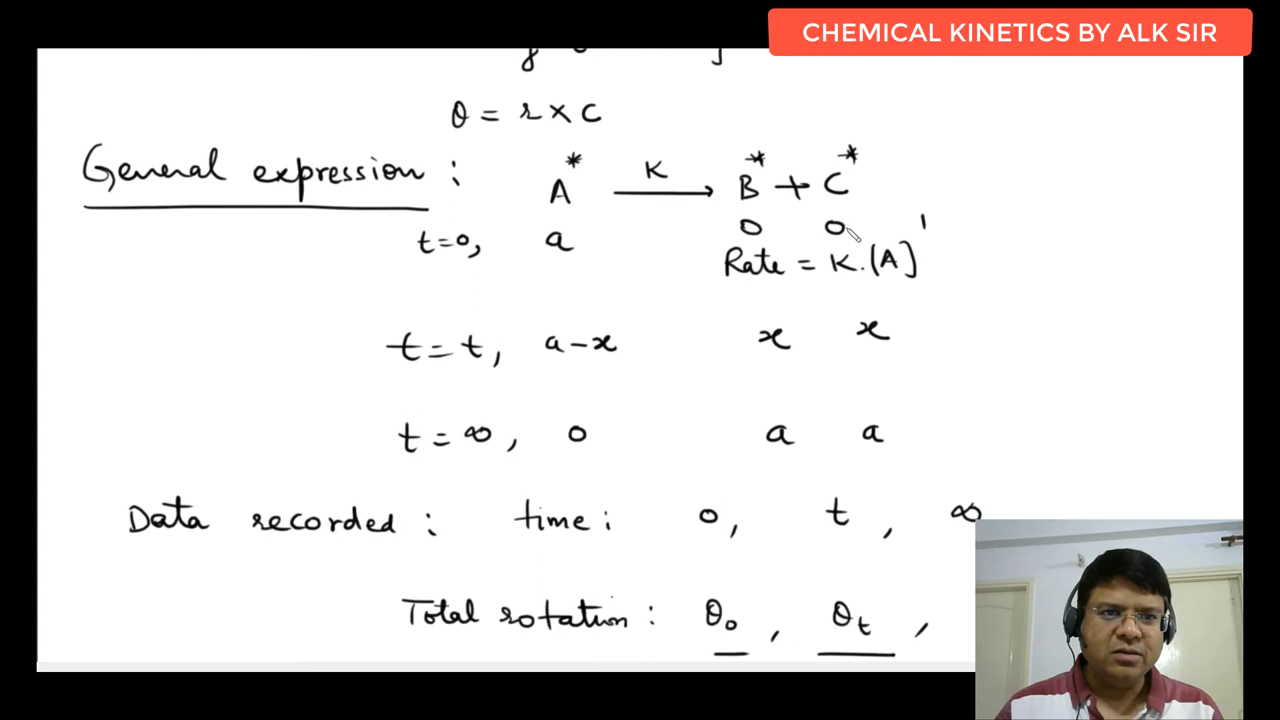 CHEMICAL KINETICS BY ALK SIR
θ = r × C
General expression : A* —K→ B* + C*
t=0, a 0 0
Rate = K.(A]¹
t = t, a - x x x
t = ∞, 0 a a
Data recorded : time : 0, t, ∞
Total rotation : θ₀, θt,